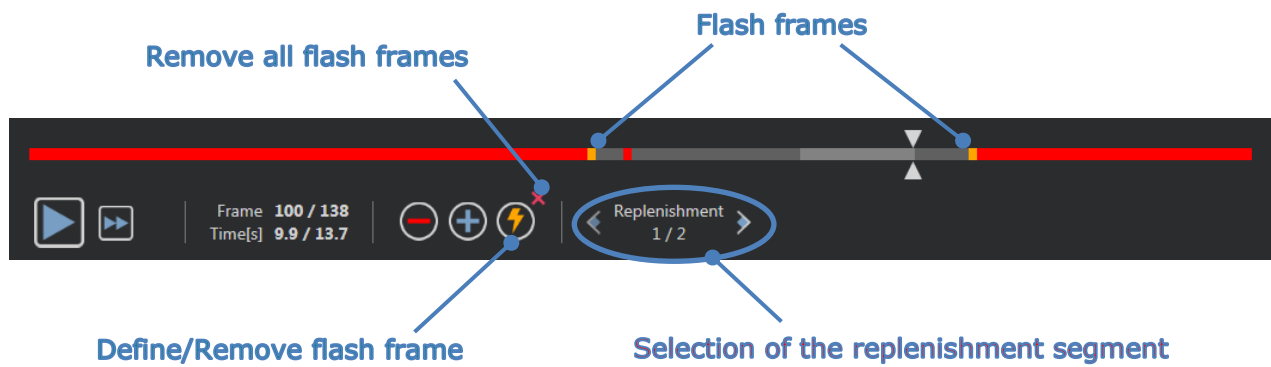 Flash frames
Remove all flash frames
Frame 100 / 138
Time[s] 9.9 / 13.7
Replenishment
1 / 2
Define/Remove flash frame
Selection of the replenishment segment